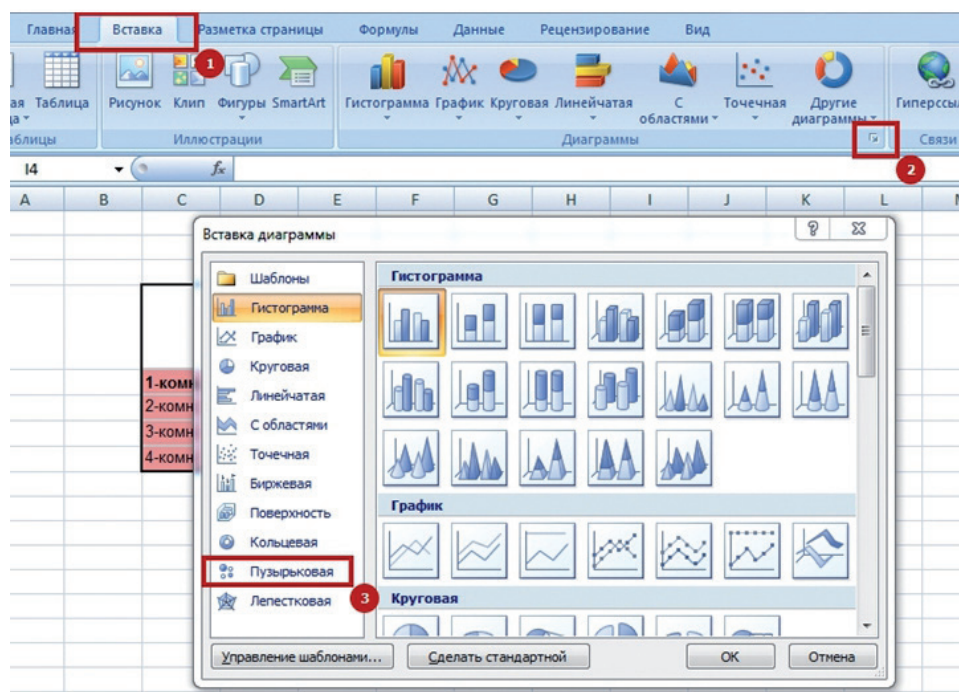 Главная Вставка Разметка страницы Формулы Данные Рецензирование Вид
1
Таблица Рисунок Клип Фигуры SmartArt Гистограмма График Круговая Линейчатая С областями Точечная Другие диаграммы
Иллюстрации Диаграммы Связи
2
I4 fx
A B C D E F G H I J K L
Вставка диаграммы
Шаблоны
Гистограмма
График
Круговая
Линейчатая
С областями
Точечная
Биржевая
Поверхность
Кольцевая
Пузырьковая
3
Лепестковая
Гистограмма
График
Круговая
1-комн
2-комн
3-комн
4-комн
Управление шаблонами... Сделать стандартной ОК Отмена